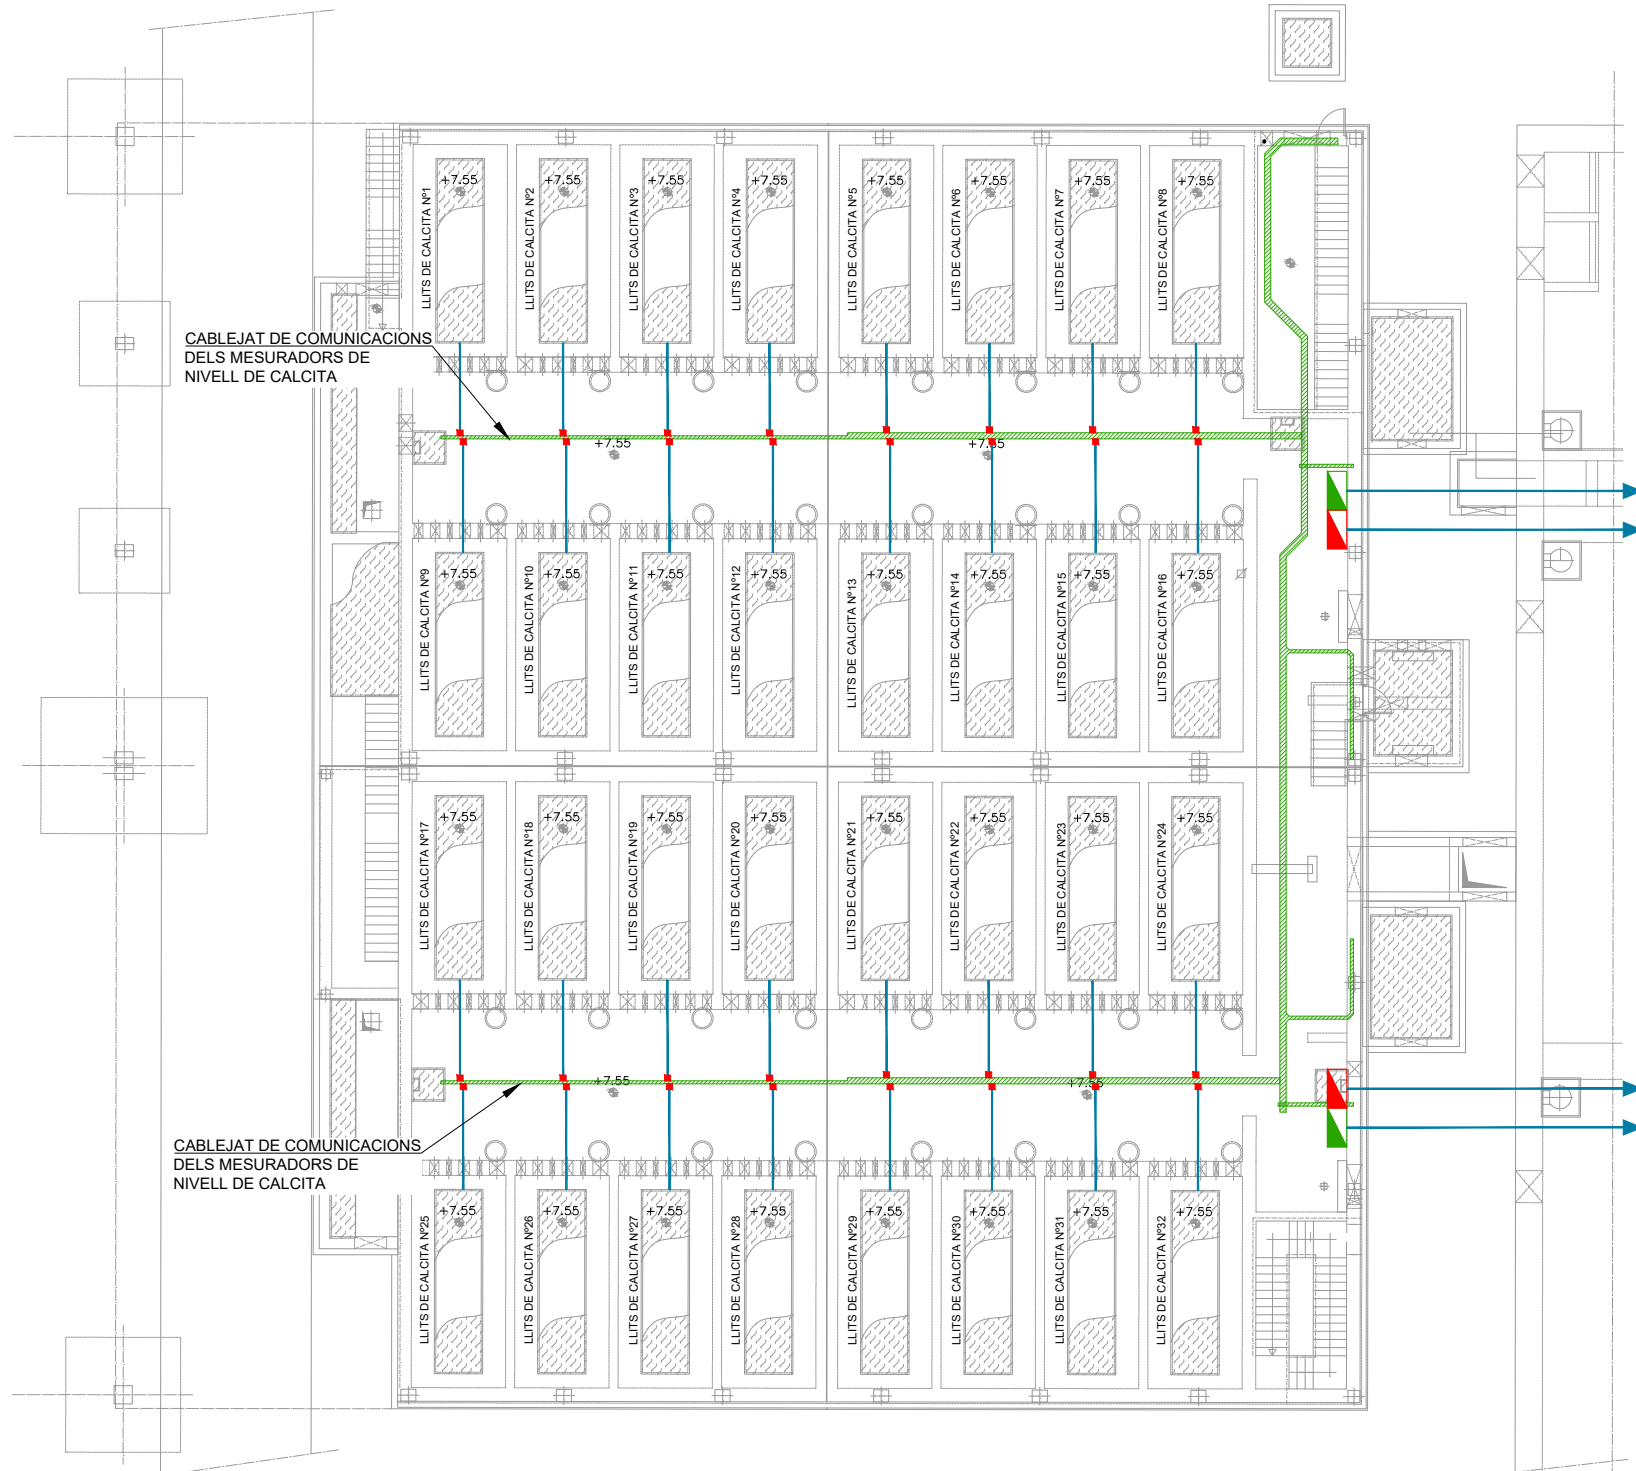 LLITS DE CALCITA Nº1
+7.55
LLITS DE CALCITA Nº2
+7.55
LLITS DE CALCITA Nº3
+7.55
LLITS DE CALCITA Nº4
+7.55
LLITS DE CALCITA Nº5
+7.55
LLITS DE CALCITA Nº6
+7.55
LLITS DE CALCITA Nº7
+7.55
LLITS DE CALCITA Nº8
+7.55
CABLEJAT DE COMUNICACIONS
DELS MESURADORS DE
NIVELL DE CALCITA
+7.55
+7.55
LLITS DE CALCITA Nº9
+7.55
LLITS DE CALCITA Nº10
+7.55
LLITS DE CALCITA Nº11
+7.55
LLITS DE CALCITA Nº12
+7.55
LLITS DE CALCITA Nº13
+7.55
LLITS DE CALCITA Nº14
+7.55
LLITS DE CALCITA Nº15
+7.55
LLITS DE CALCITA Nº16
+7.55
LLITS DE CALCITA Nº17
+7.55
LLITS DE CALCITA Nº18
+7.55
LLITS DE CALCITA Nº19
+7.55
LLITS DE CALCITA Nº20
+7.55
LLITS DE CALCITA Nº21
+7.55
LLITS DE CALCITA Nº22
+7.55
LLITS DE CALCITA Nº23
+7.55
LLITS DE CALCITA Nº24
+7.55
+7.55
+7.55
CABLEJAT DE COMUNICACIONS
DELS MESURADORS DE
NIVELL DE CALCITA
LLITS DE CALCITA Nº25
+7.55
LLITS DE CALCITA Nº26
+7.55
LLITS DE CALCITA Nº27
+7.55
LLITS DE CALCITA Nº28
+7.55
LLITS DE CALCITA Nº29
+7.55
LLITS DE CALCITA Nº30
+7.55
LLITS DE CALCITA Nº31
+7.55
LLITS DE CALCITA Nº32
+7.55